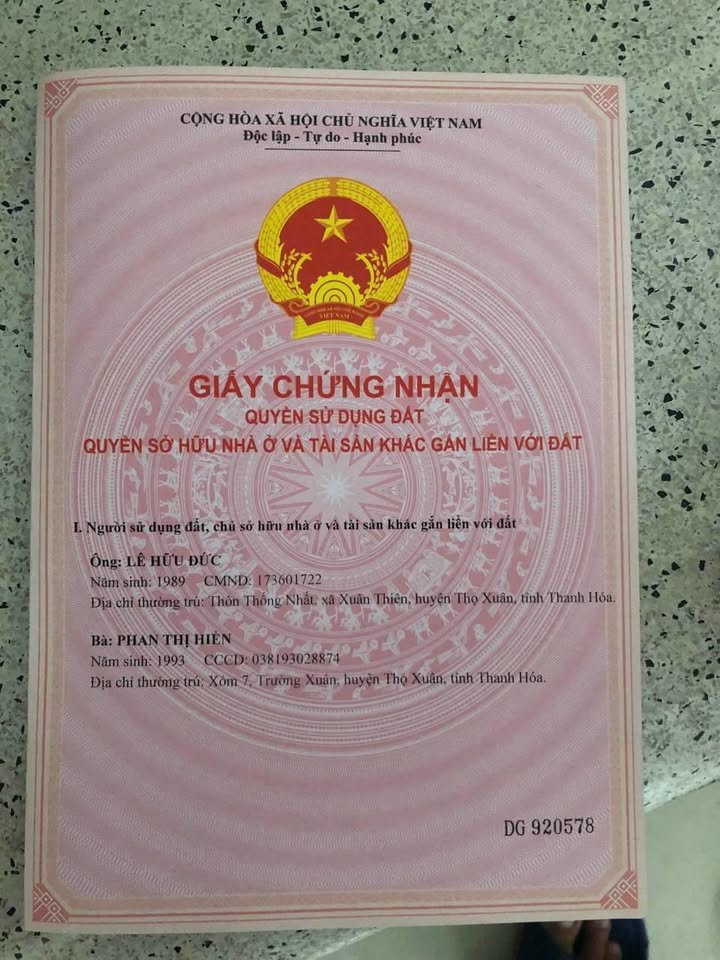 CỘNG HÒA XÃ HỘI CHỦ NGHĨA VIỆT NAM
Độc lập - Tự do - Hạnh phúc
VIỆT NAM
GIẤY CHỨNG NHẬN
QUYỀN SỬ DỤNG ĐẤT
QUYỀN SỞ HỮU NHÀ Ở VÀ TÀI SẢN KHÁC GẮN LIỀN VỚI ĐẤT
I. Người sử dụng đất, chủ sở hữu nhà ở và tài sản khác gắn liền với đất
Ông: LÊ HỮU ĐỨC
Năm sinh: 1989 CMND: 173601722
Địa chỉ thường trú: Thôn Thống Nhất, xã Xuân Thiên, huyện Thọ Xuân, tỉnh Thanh Hóa.
Bà: PHAN THỊ HIỀN
Năm sinh: 1993 CCCD: 038193028874
Địa chỉ thường trú: Xóm 7, Trường Xuân, huyện Thọ Xuân, tỉnh Thanh Hóa.
DG 920578